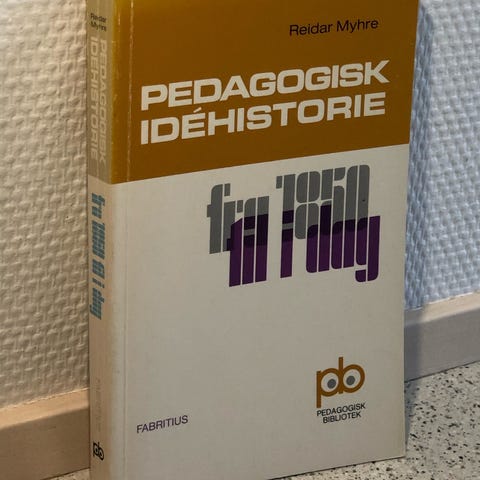 Reidar Myhre
PEDAGOGISK
IDÉHISTORIE
fra 1850
til i dag
FABRITIUS
pb
PEDAGOGISK
BIBLIOTEK
Reidar
Myhre
PEDAGOGISK
IDÉHISTORIE
fra 1850 til i dag
pb